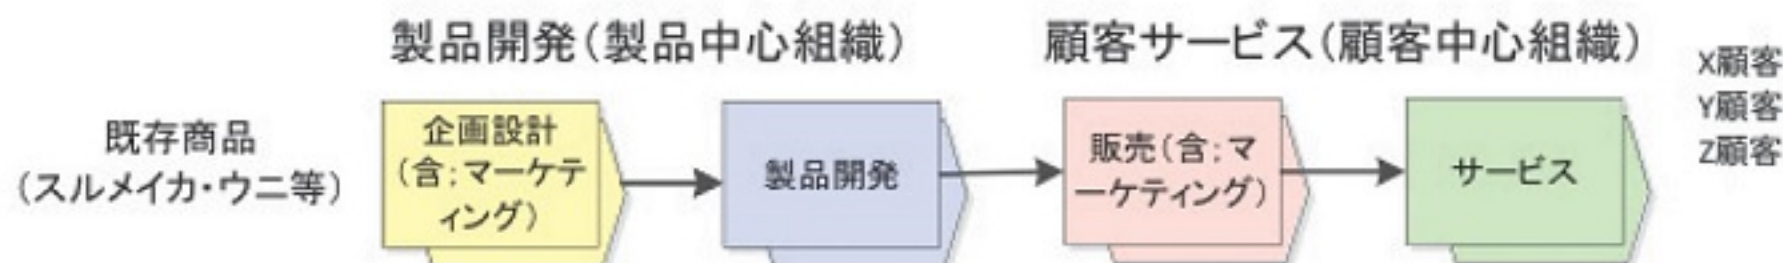 製品開発(製品中心組織)
顧客サービス(顧客中心組織)
既存商品
(スルメイカ・ウニ等)
企画設計
(含;マーケテ
ィング)
製品開発
販売(含;マ
ーケティング)
サービス
X顧客
Y顧客
Z顧客